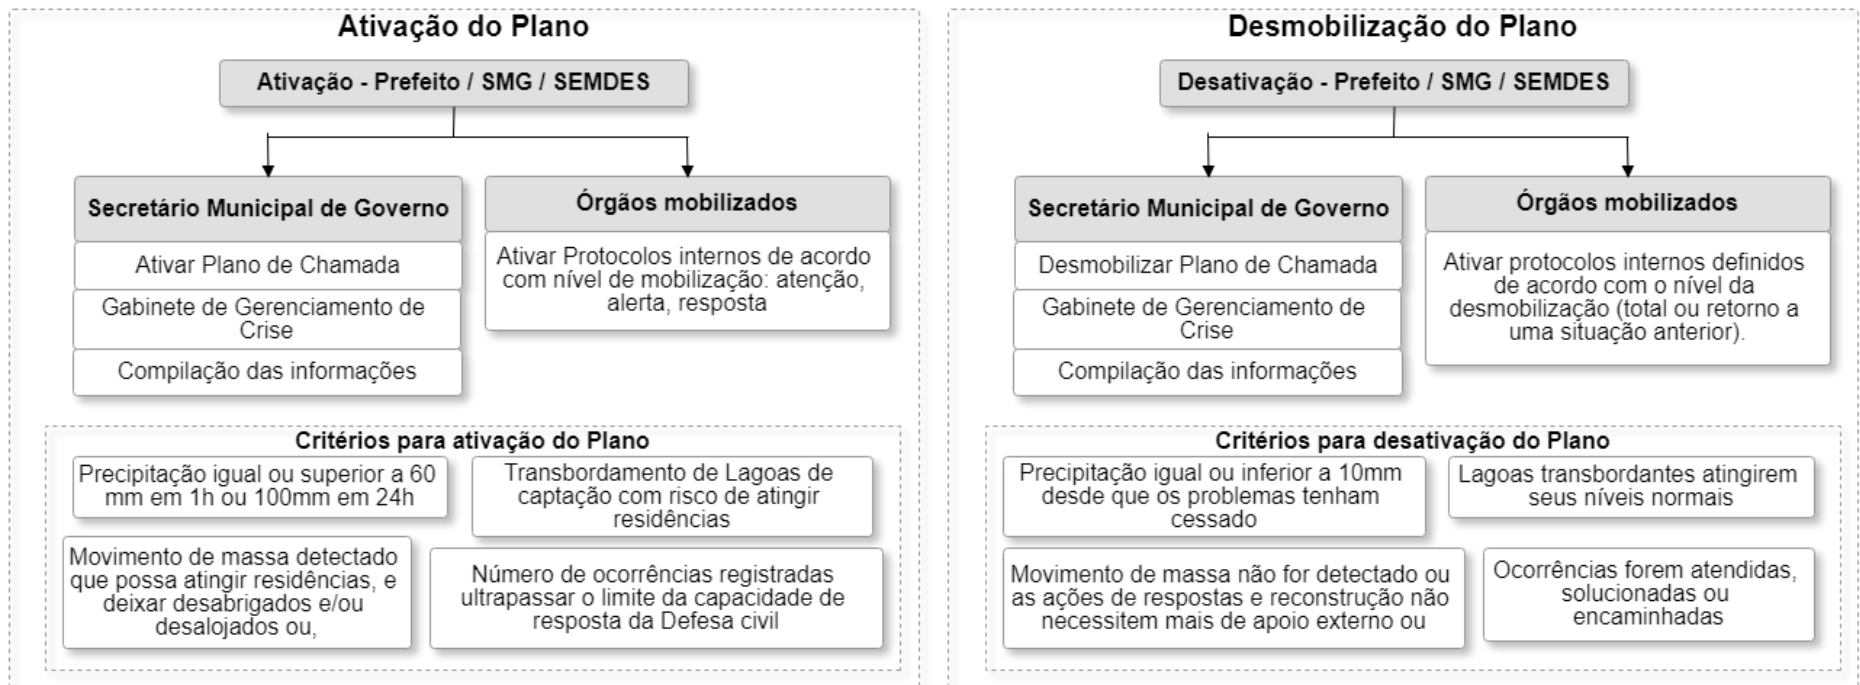 Ativação do Plano
Ativação - Prefeito / SMG / SEMDES
Secretário Municipal de Governo
Ativar Plano de Chamada
Gabinete de Gerenciamento de
Crise
Compilação das informações
Órgãos mobilizados
Ativar Protocolos internos de acordo
com nível de mobilização: atenção,
alerta, resposta
Critérios para ativação do Plano
Precipitação igual ou superior a 60
mm em 1h ou 100mm em 24h
Transbordamento de Lagoas de
captação com risco de atingir
residências
Movimento de massa detectado
que possa atingir residências, e
deixar desabrigados e/ou
desalojados ou,
Número de ocorrências registradas
ultrapassar o limite da capacidade de
resposta da Defesa civil
Desmobilização do Plano
Desativação - Prefeito / SMG / SEMDES
Secretário Municipal de Governo
Desmobilizar Plano de Chamada
Gabinete de Gerenciamento de
Crise
Compilação das informações
Órgãos mobilizados
Ativar protocolos internos definidos
de acordo com o nível da
desmobilização (total ou retorno a
uma situação anterior).
Critérios para desativação do Plano
Precipitação igual ou inferior a 10mm
desde que os problemas tenham
cessado
Lagoas transbordantes atingirem
seus níveis normais
Movimento de massa não for detectado ou
as ações de respostas e reconstrução não
necessitem mais de apoio externo ou
Ocorrências forem atendidas,
solucionadas ou
encaminhadas